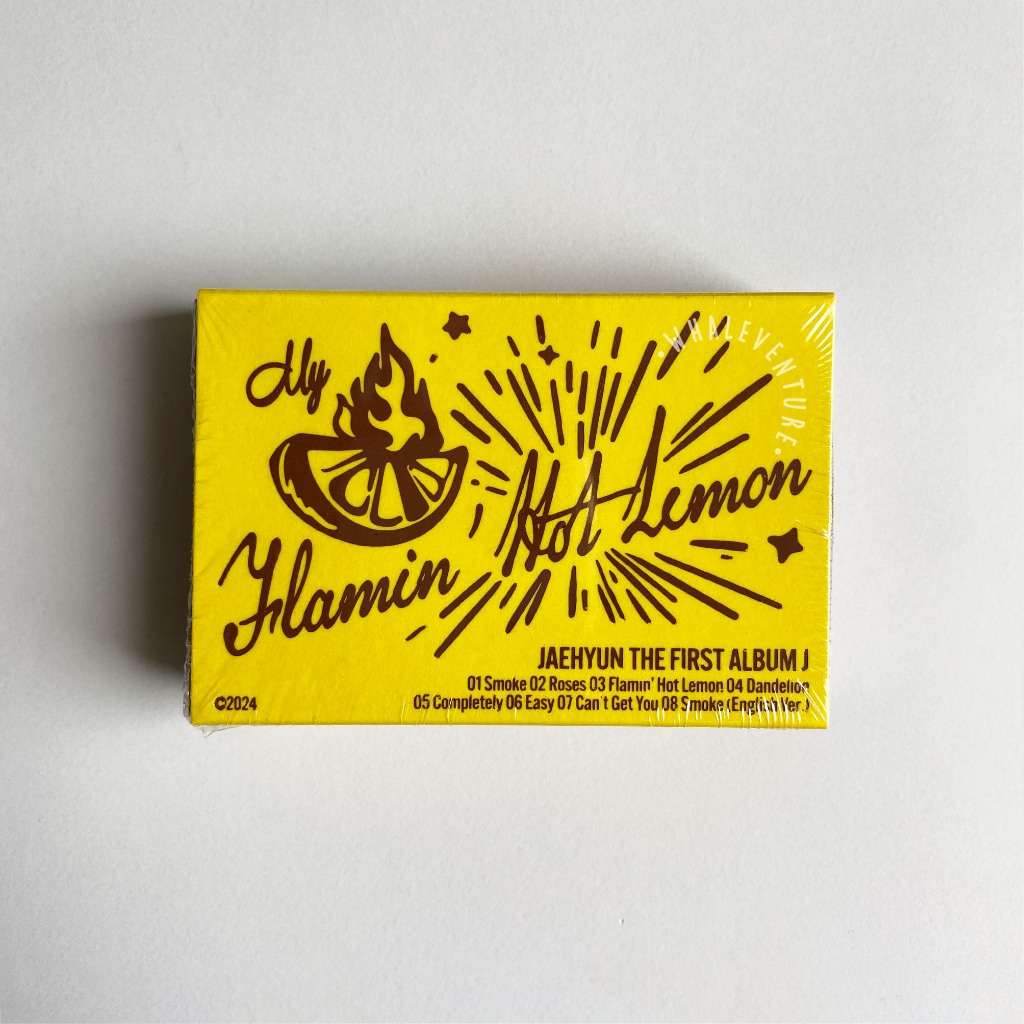 My
Flamin Hot Lemon
·WHALEVENTURE·
JAEHYUN THE FIRST ALBUM J
01 Smoke 02 Roses 03 Flamin' Hot Lemon 04 Dandelion
05 Completely 06 Easy 07 Can't Get You 08 Smoke (English Ver.)
©2024